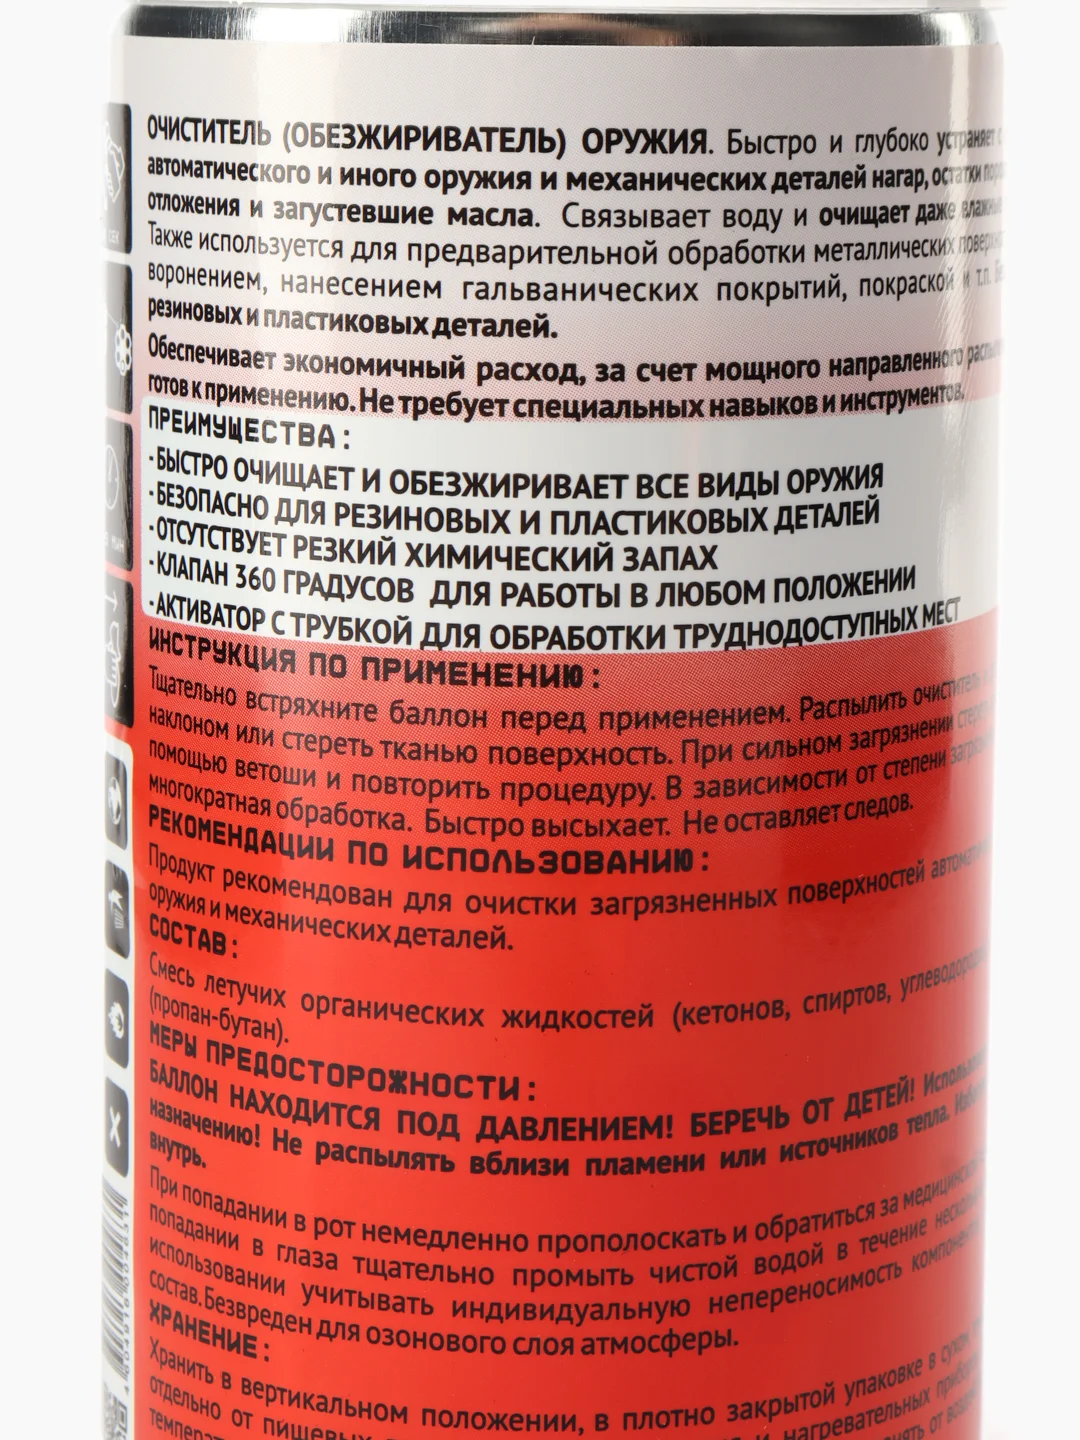 ОЧИСТИТЕЛЬ (ОБЕЗЖИРИВАТЕЛЬ) ОРУЖИЯ. Быстро и глубоко устраняет с
автоматического и иного оружия и механических деталей нагар, остатки
отложения и загустевшие масла. Связывает воду и очищает даже
Также используется для предварительной обработки металлических
воронением, нанесением гальванических покрытий, покраской и т.п.
резиновых и пластиковых деталей.
Обеспечивает экономичный расход, за счет мощного направленного
готов к применению. Не требует специальных навыков и инструментов.
ПРЕИМУЩЕСТВА:
-БЫСТРО ОЧИЩАЕТ И ОБЕЗЖИРИВАЕТ ВСЕ ВИДЫ ОРУЖИЯ
-БЕЗОПАСНО ДЛЯ РЕЗИНОВЫХ И ПЛАСТИКОВЫХ ДЕТАЛЕЙ
-ОТСУТСТВУЕТ РЕЗКИЙ ХИМИЧЕСКИЙ ЗАПАХ
-КЛАПАН 360 ГРАДУСОВ ДЛЯ РАБОТЫ В ЛЮБОМ ПОЛОЖЕНИИ
-АКТИВАТОР С ТРУБКОЙ ДЛЯ ОБРАБОТКИ ТРУДНОДОСТУПНЫХ МЕСТ
ИНСТРУКЦИЯ ПО ПРИМЕНЕНИЮ:
Тщательно встряхните баллон перед применением. Распылить
наклоном или стереть тканью поверхность. При сильном загрязнении
помощью ветоши и повторить процедуру. В зависимости от степени
многократная обработка. Быстро высыхает. Не оставляет следов.
РЕКОМЕНДАЦИИ ПО ИСПОЛЬЗОВАНИЮ:
Продукт рекомендован для очистки загрязненных поверхностей
оружия и механических деталей.
СОСТАВ:
Смесь летучих органических жидкостей (кетонов, спиртов,
(пропан-бутан).
МЕРЫ ПРЕДОСТОРОЖНОСТИ:
БАЛЛОН НАХОДИТСЯ ПОД ДАВЛЕНИЕМ! БЕРЕЧЬ ОТ ДЕТЕЙ!
назначению! Не распылять вблизи пламени или источников тепла.
внутрь.
При попадании в рот немедленно прополоскать и обратиться за
попадании в глаза тщательно промыть чистой водой в течение
использовании учитывать индивидуальную непереносимость
состав. Безвреден для озонового слоя атмосферы.
ХРАНЕНИЕ:
Хранить в вертикальном положении, в плотно закрытой упаковке в сухом
отдельно от пищевых и нагревательных